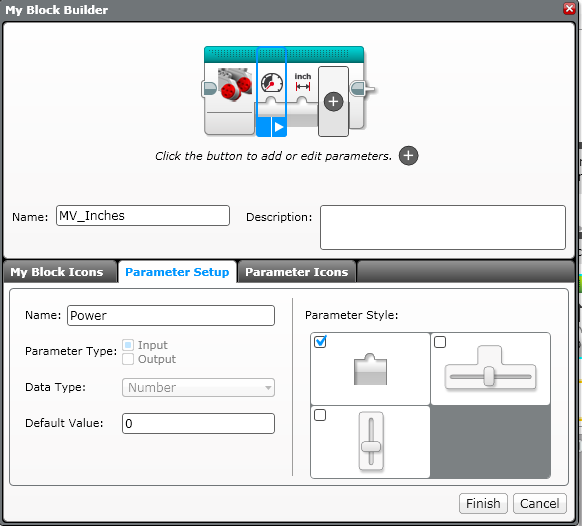 My Block Builder
inch
Click the button to add or edit parameters.
Name: MV_Inches Description:
My Block Icons Parameter Setup Parameter Icons
Name: Power Parameter Style:
Parameter Type: Input
Output
Data Type: Number
Default Value: 0
Finish Cancel